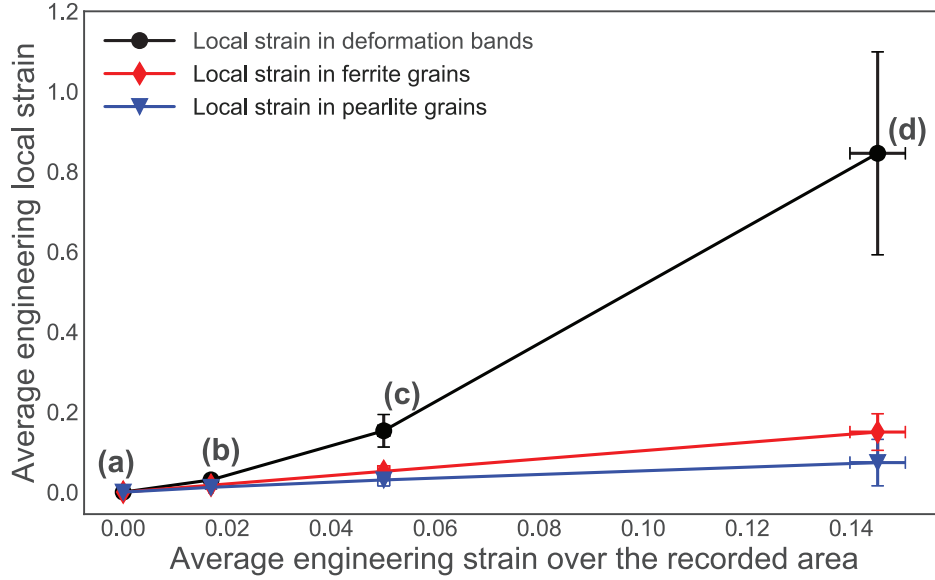 1.2
1.0
0.8
0.6
0.4
0.2
0.0
Average engineering local strain
Local strain in deformation bands
Local strain in ferrite grains
Local strain in pearlite grains
(a)
(b)
(c)
(d)
0.00 0.02 0.04 0.06 0.08 0.10 0.12 0.14
Average engineering strain over the recorded area